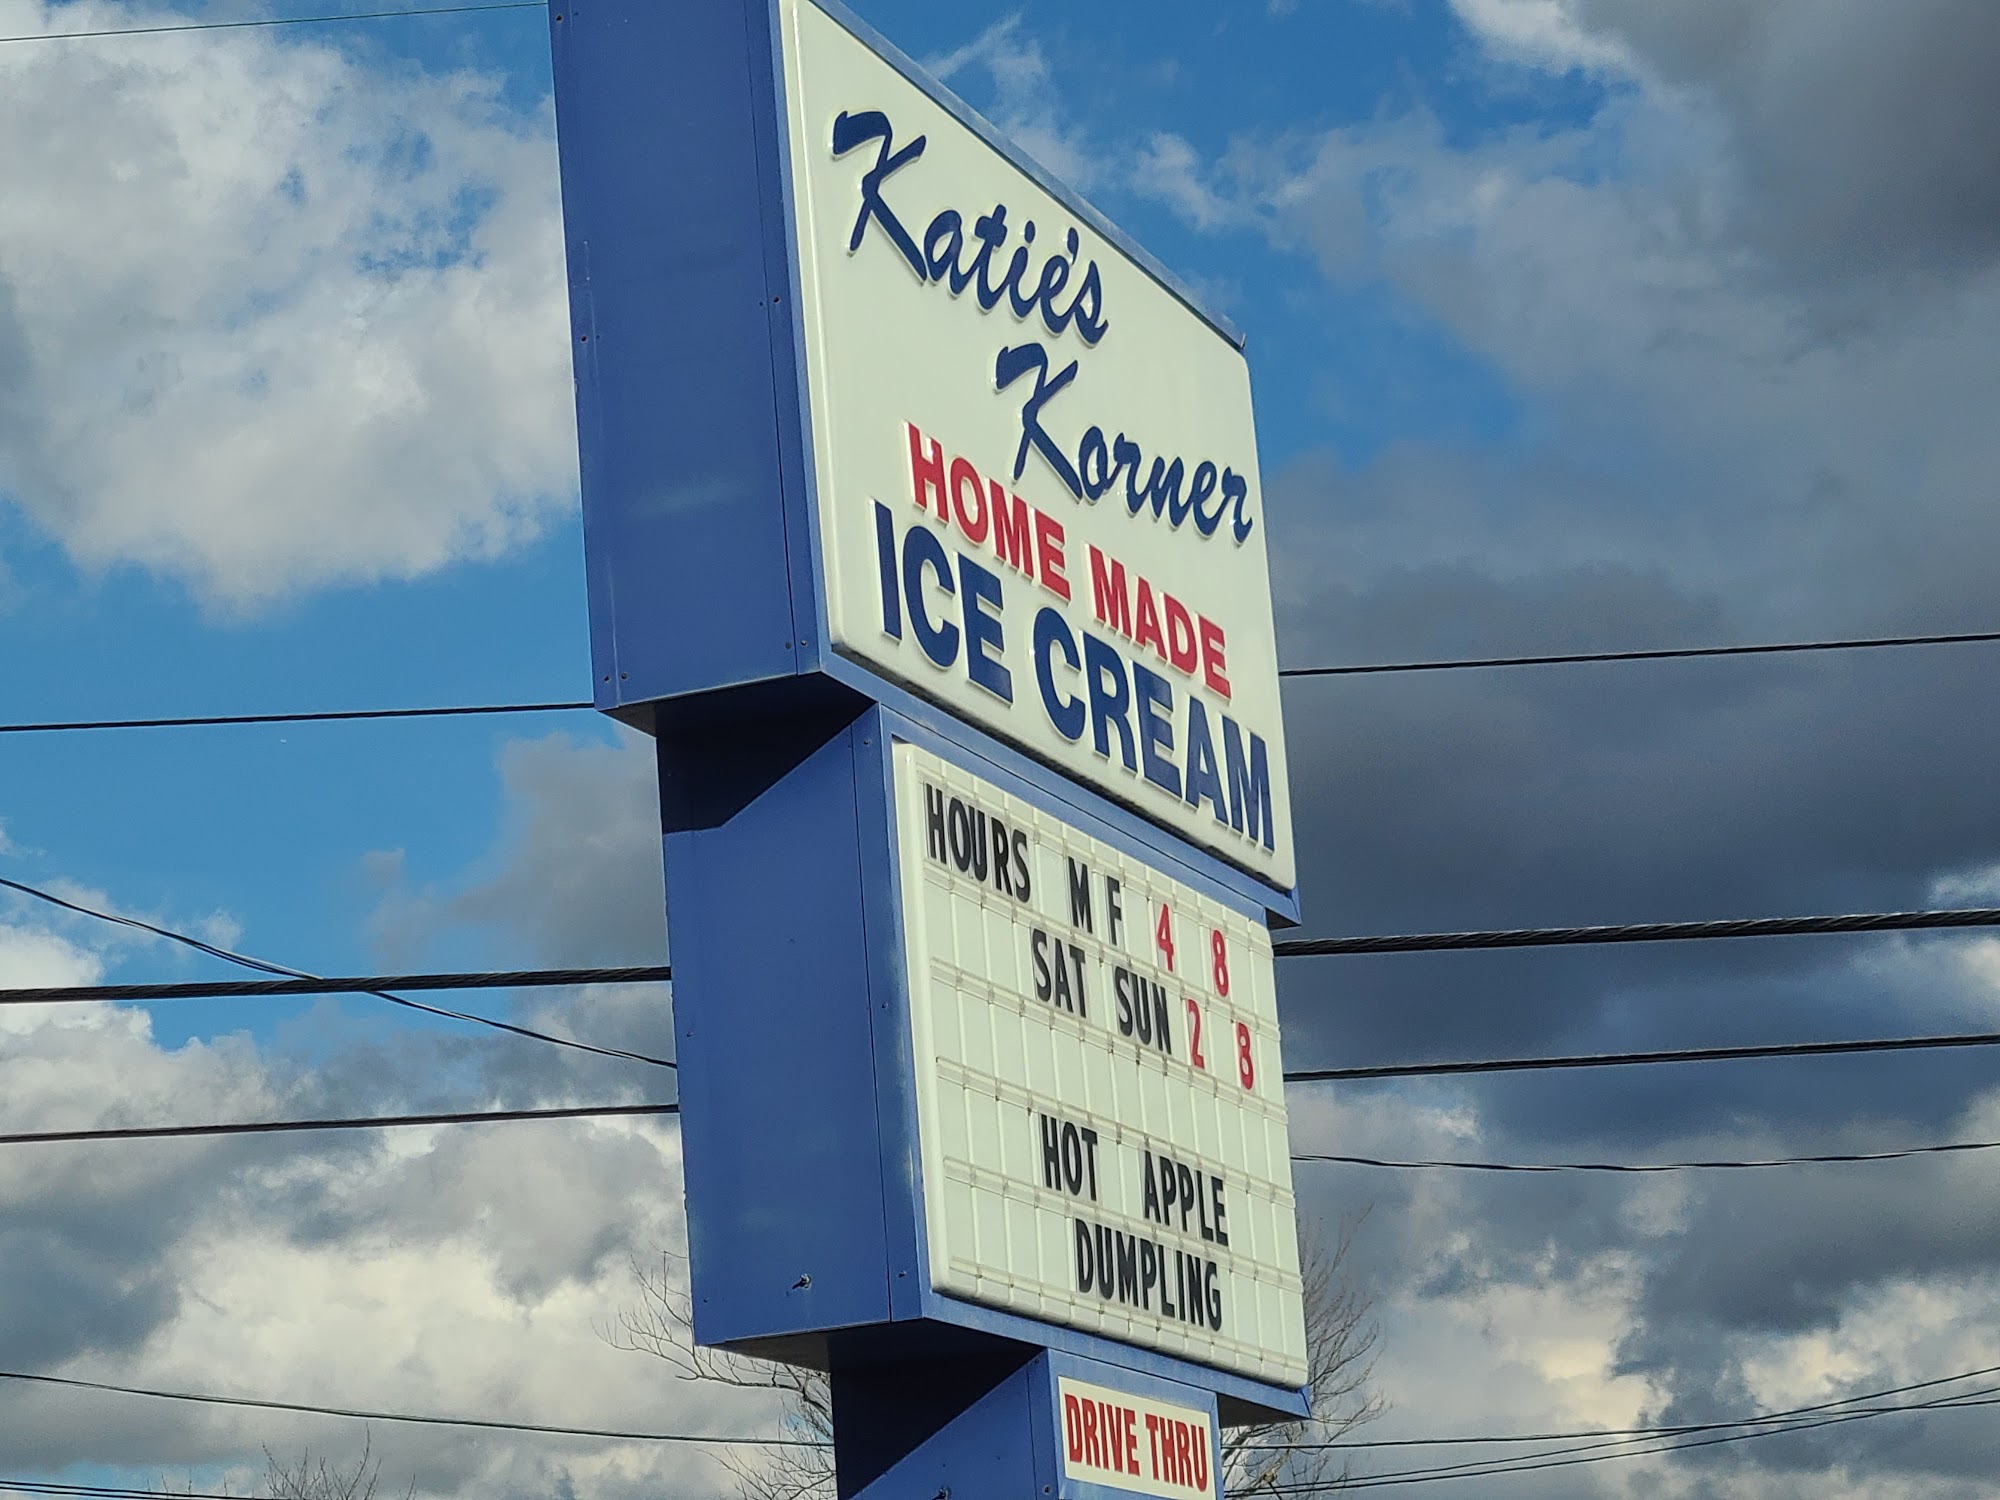 Katie's
Korner
HOME MADE
ICE CREAM
HOURS M F 4 8
SAT SUN 2 8
HOT APPLE
DUMPLING
DRIVE THRU